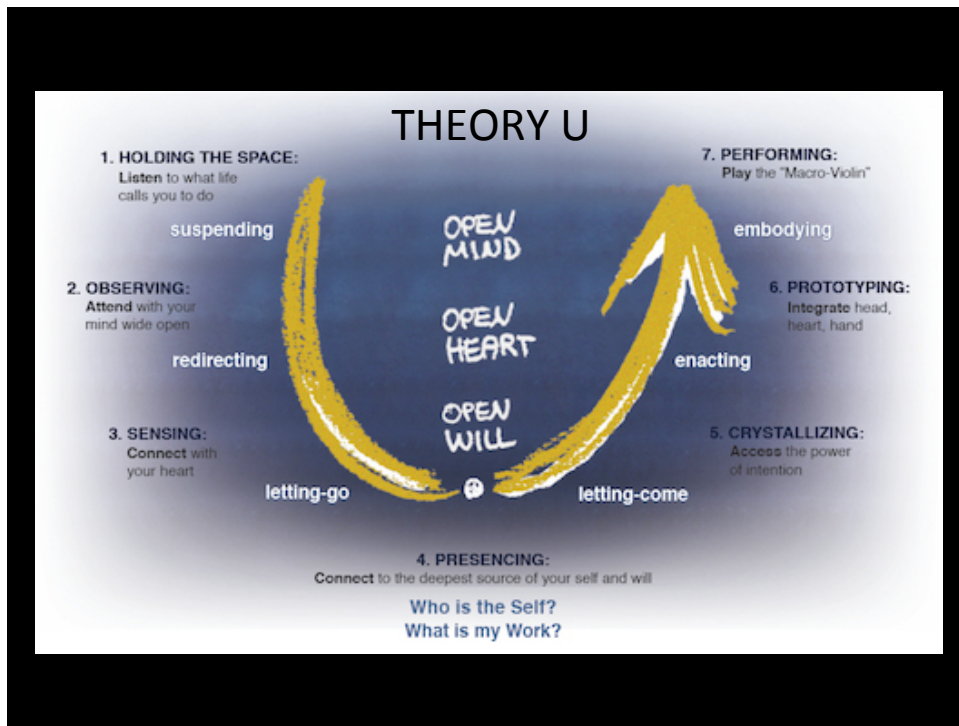 THEORY U
1. HOLDING THE SPACE:
Listen to what life
calls you to do
suspending
2. OBSERVING:
Attend with your
mind wide open
redirecting
3. SENSING:
Connect with
your heart
letting-go
OPEN
MIND
OPEN
HEART
OPEN
WILL
4. PRESENCING:
Connect to the deepest source of your self and will
Who is the Self?
What is my Work?
letting-come
5. CRYSTALLIZING:
Access the power
of intention
enacting
6. PROTOTYPING:
Integrate head,
heart, hand
embodying
7. PERFORMING:
Play the "Macro-Violin"